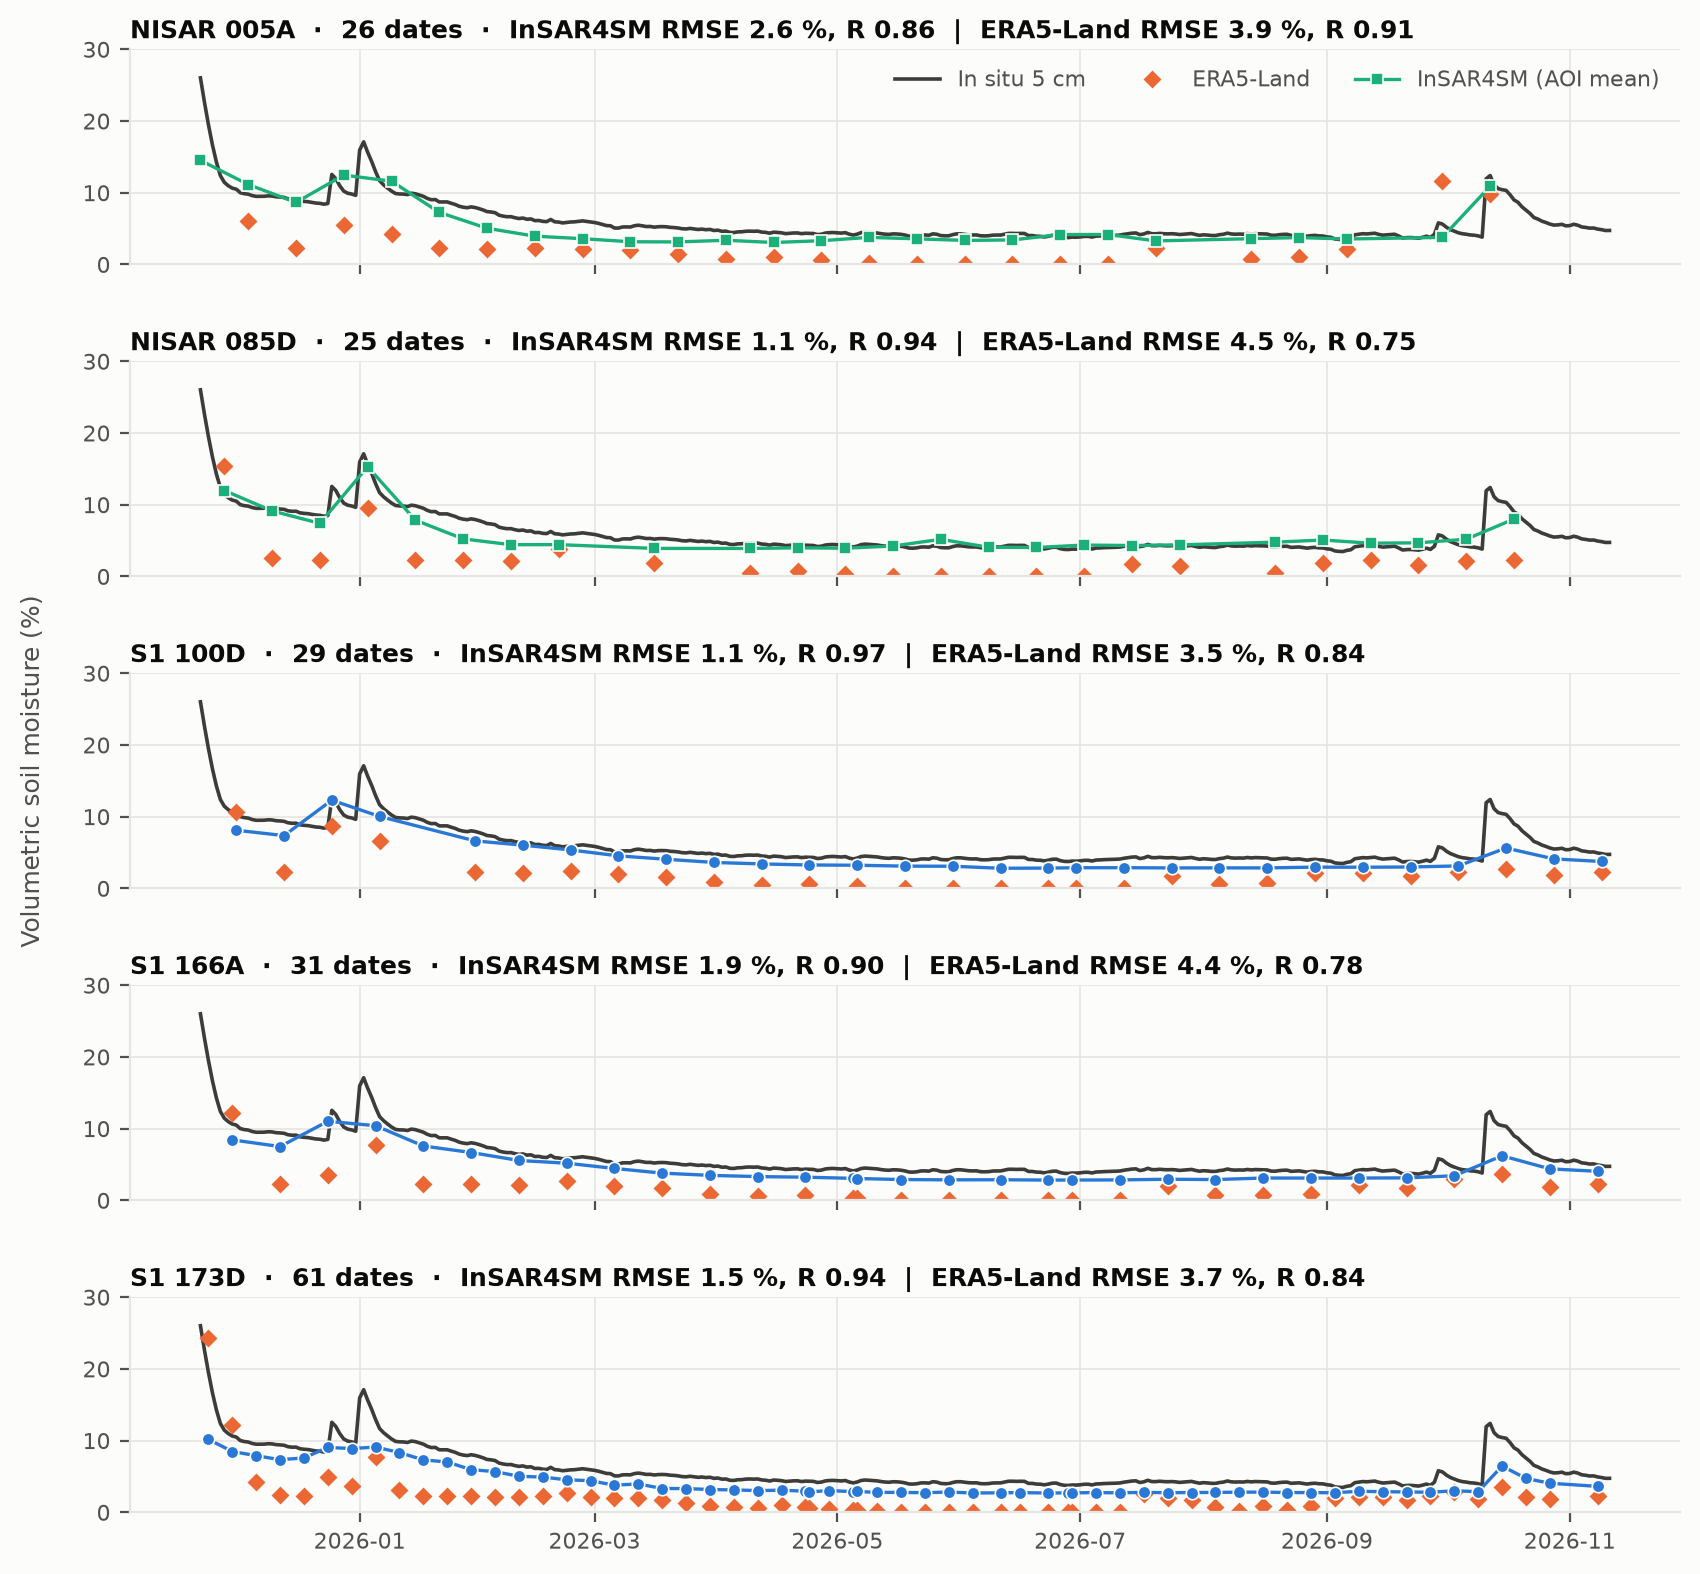 NISAR 005A · 26 dates · InSAR4SM RMSE 2.6 %, R 0.86 | ERA5-Land RMSE 3.9 %, R 0.91
30
In situ 5 cm ERA5-Land InSAR4SM (AOI mean)
20
10
0
NISAR 085D · 25 dates · InSAR4SM RMSE 1.1 %, R 0.94 | ERA5-Land RMSE 4.5 %, R 0.75
30
20
10
0
Volumetric soil moisture (%)
S1 100D · 29 dates · InSAR4SM RMSE 1.1 %, R 0.97 | ERA5-Land RMSE 3.5 %, R 0.84
30
20
10
0
S1 166A · 31 dates · InSAR4SM RMSE 1.9 %, R 0.90 | ERA5-Land RMSE 4.4 %, R 0.78
30
20
10
0
S1 173D · 61 dates · InSAR4SM RMSE 1.5 %, R 0.94 | ERA5-Land RMSE 3.7 %, R 0.84
30
20
10
0
2026-01 2026-03 2026-05 2026-07 2026-09 2026-11